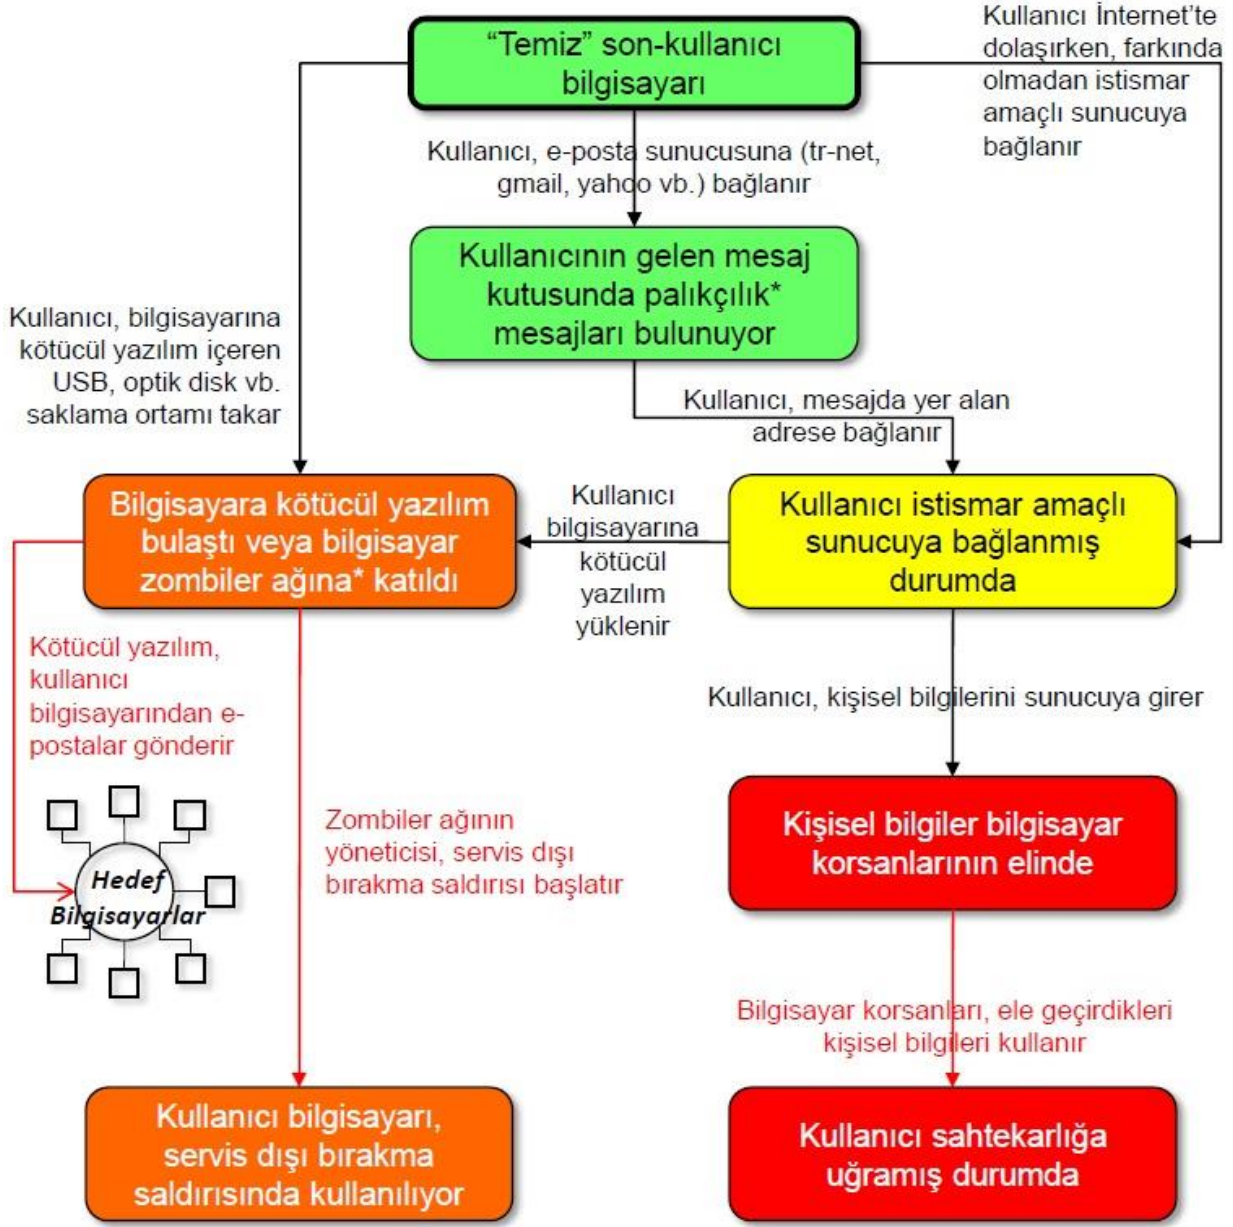 “Temiz” son-kullanıcı
bilgisayarı
Kullanıcı İnternet’te
dolaşırken, farkında
olmadan istismar
amaçlı sunucuya
bağlanır
Kullanıcı, e-posta sunucusuna (tr-net,
gmail, yahoo vb.) bağlanır
Kullanıcının gelen mesaj
kutusunda palıkçılık*
mesajları bulunuyor
Kullanıcı, bilgisayarına
kötücül yazılım içeren
USB, optik disk vb.
saklama ortamı takar
Kullanıcı, mesajda yer alan
adrese bağlanır
Bilgisayara kötücül yazılım
bulaştı veya bilgisayar
zombiler ağına* katıldı
Kullanıcı
bilgisayarına
kötücül
yazılım
yüklenir
Kullanıcı istismar amaçlı
sunucuya bağlanmış
durumda
Kötücül yazılım,
kullanıcı
bilgisayarından e-
postalar gönderir
Kullanıcı, kişisel bilgilerini sunucuya girer
Hedef
Bilgisayarlar
Zombiler ağının
yöneticisi, servis dışı
bırakma saldırısı başlatır
Kişisel bilgiler bilgisayar
korsanlarının elinde
Bilgisayar korsanları, ele geçirdikleri
kişisel bilgileri kullanır
Kullanıcı bilgisayarı,
servis dışı bırakma
saldırısında kullanılıyor
Kullanıcı sahtekarlığa
uğramış durumda